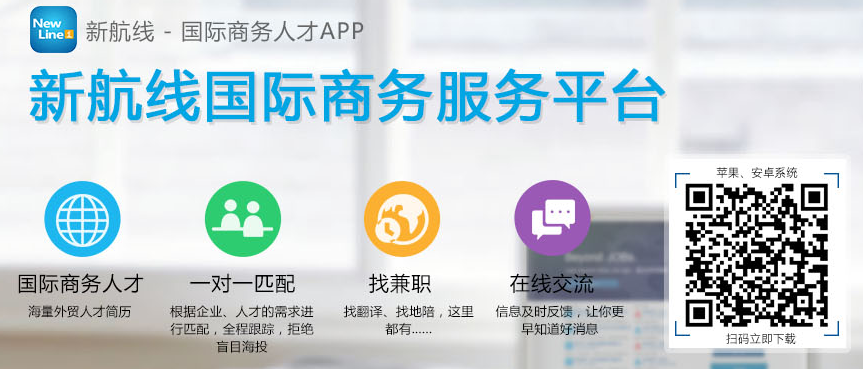 New
Line
新航线 - 国际商务人才APP
新航线国际商务服务平台
苹果、安卓系统
国际商务人才
海量外贸人才简历
一对一匹配
根据企业、人才的需求进
行匹配，全程跟踪，拒绝
盲目海投
找兼职
找翻译、找地陪，这里
都有......
在线交流
信息及时反馈，让你更
早知道好消息
扫码立即下载